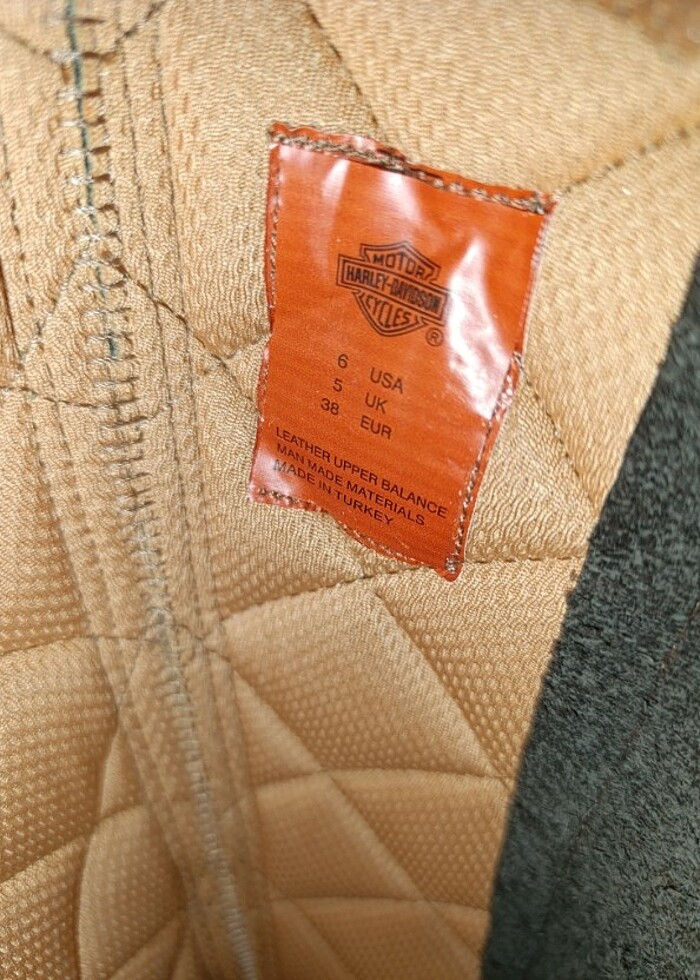 MOTOR
HARLEY-DAVIDSON
CYCLES
®
6 USA
5 UK
38 EUR
LEATHER UPPER BALANCE
MAN MADE MATERIALS
MADE IN TURKEY